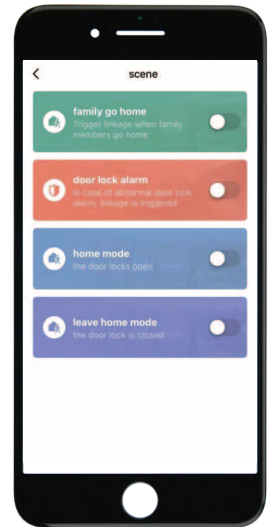 scene
family go home
Trigger linkage when family
members go home
door lock alarm
in case of abnormal door lock
alarm, linkage is triggered
home mode
the door locks open
leave home mode
the door lock is closed